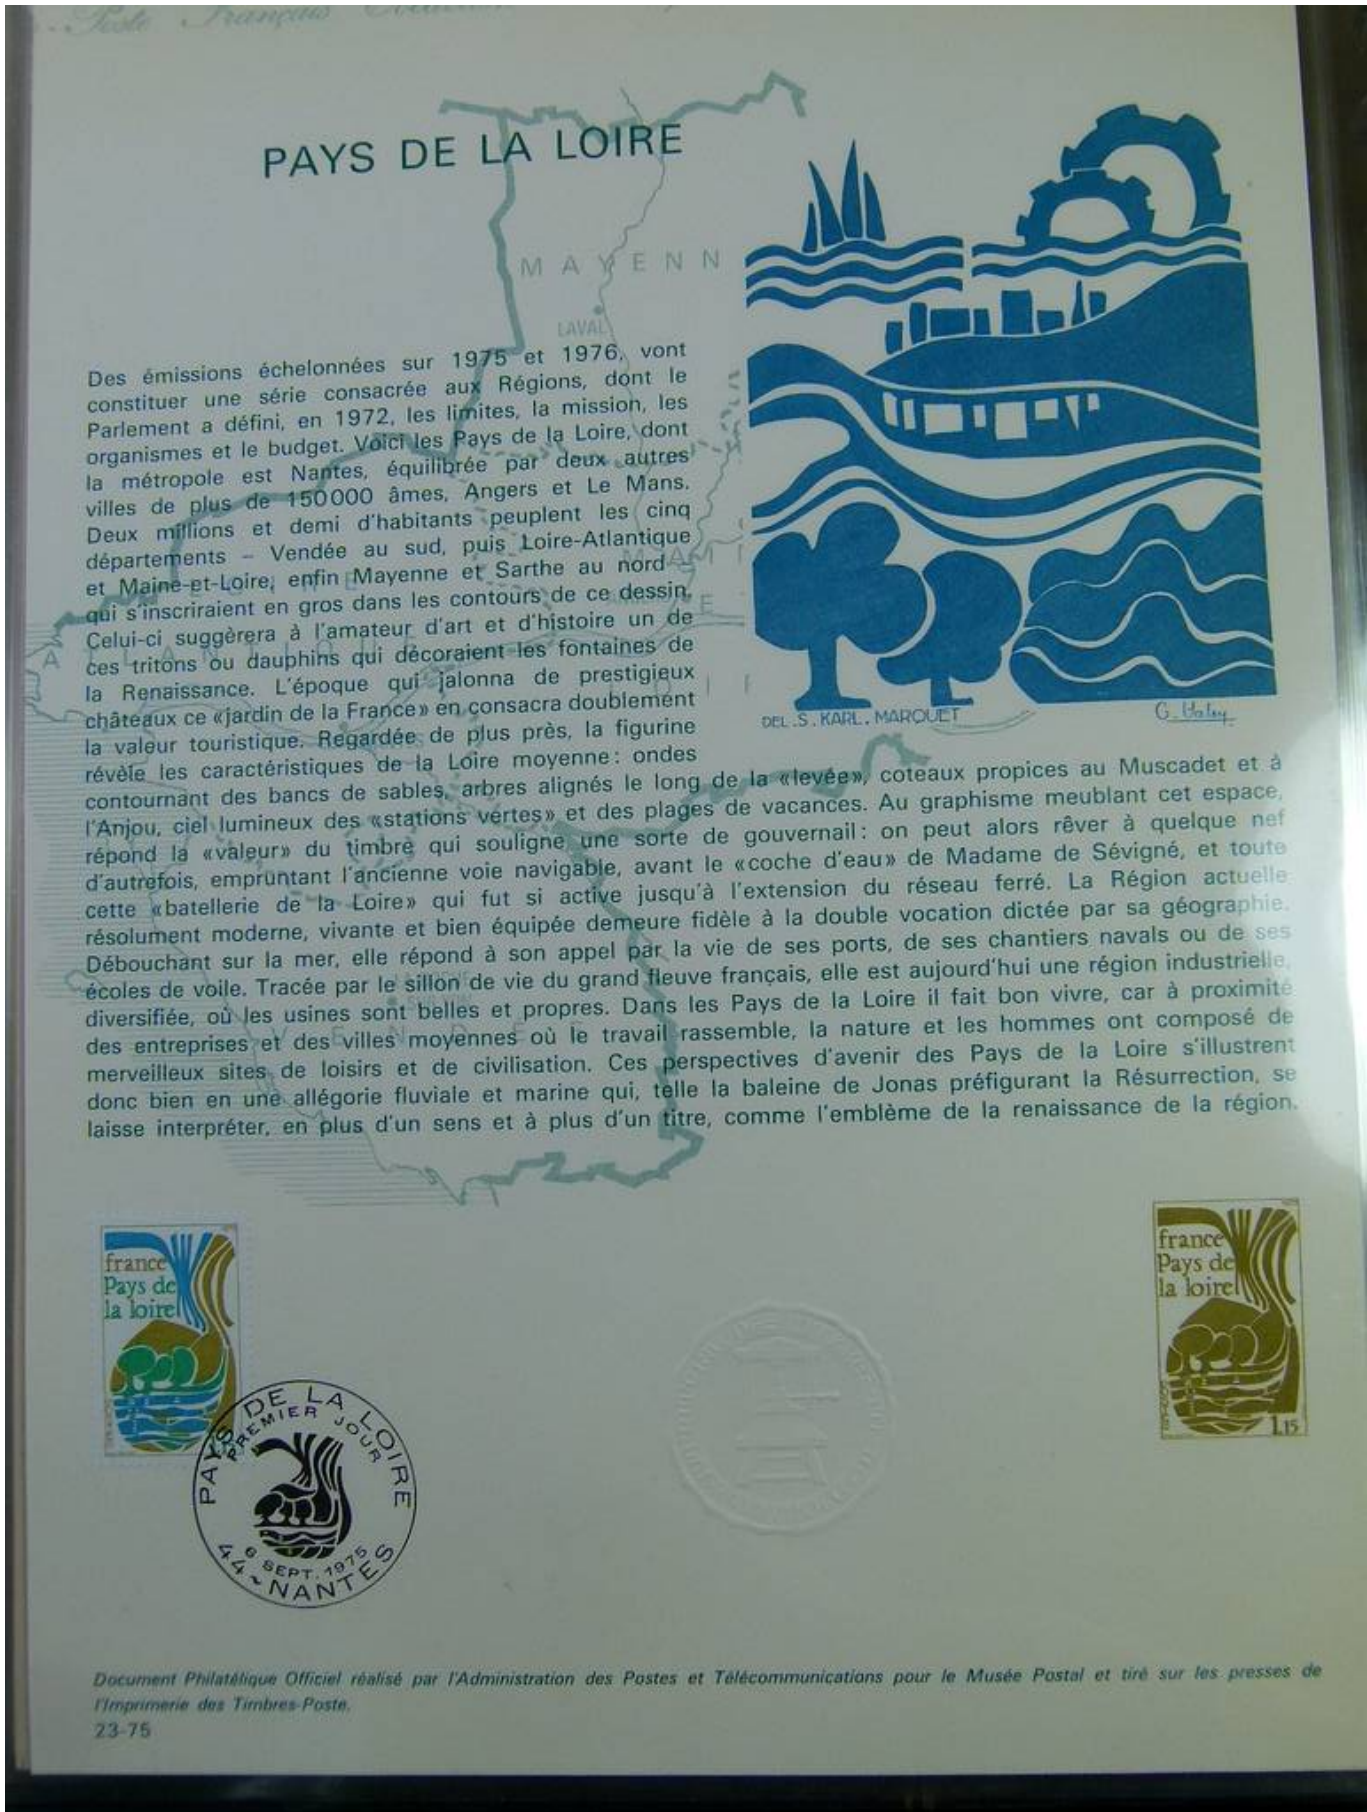 Poste Français
PAYS DE LA LOIRE
MAYENN
LAVAL
Des émissions échelonnées sur 1975 et 1976, vont
constituer une série consacrée aux Régions, dont le
Parlement a défini, en 1972, les limites, la mission, les
organismes et le budget. Voici les Pays de la Loire, dont
la métropole est Nantes, équilibrée par deux autres
villes de plus de 150000 âmes, Angers et Le Mans.
Deux millions et demi d'habitants peuplent les cinq
départements – Vendée au sud, puis Loire-Atlantique
et Maine-et-Loire, enfin Mayenne et Sarthe au nord –
qui s'inscriraient en gros dans les contours de ce dessin.
Celui-ci suggèrera à l'amateur d'art et d'histoire un de
ces tritons ou dauphins qui décoraient les fontaines de
la Renaissance. L'époque qui jalonna de prestigieux
châteaux ce «jardin de la France» en consacra doublement
la valeur touristique. Regardée de plus près, la figurine
révèle les caractéristiques de la Loire moyenne: ondes
contournant des bancs de sables, arbres alignés le long de la «levée», coteaux propices au Muscadet et à
l'Anjou, ciel lumineux des «stations vertes» et des plages de vacances. Au graphisme meublant cet espace,
répond la «valeur» du timbre qui souligne une sorte de gouvernail: on peut alors rêver à quelque nef
d'autrefois, empruntant l'ancienne voie navigable, avant le «coche d'eau» de Madame de Sévigné, et toute
cette «batellerie de la Loire» qui fut si active jusqu'à l'extension du réseau ferré. La Région actuelle
résolument moderne, vivante et bien équipée demeure fidèle à la double vocation dictée par sa géographie.
Débouchant sur la mer, elle répond à son appel par la vie de ses ports, de ses chantiers navals ou de ses
écoles de voile. Tracée par le sillon de vie du grand fleuve français, elle est aujourd'hui une région industrielle,
diversifiée, où les usines sont belles et propres. Dans les Pays de la Loire il fait bon vivre, car à proximité
des entreprises et des villes moyennes où le travail rassemble, la nature et les hommes ont composé de
merveilleux sites de loisirs et de civilisation. Ces perspectives d'avenir des Pays de la Loire s'illustrent
donc bien en une allégorie fluviale et marine qui, telle la baleine de Jonas préfigurant la Résurrection, se
laisse interpréter, en plus d'un sens et à plus d'un titre, comme l'emblème de la renaissance de la région.
DEL. S. KARL. MARQUET
france
Pays de
la loire
france
Pays de
la loire
1,15
PAYS DE LA LOIRE
PREMIER JOUR
6 SEPT. 1975
44 ~ NANTES
Document Philatélique Officiel réalisé par l'Administration des Postes et Télécommunications pour le Musée Postal et tiré sur les presses de
l'Imprimerie des Timbres-Poste.
23-75